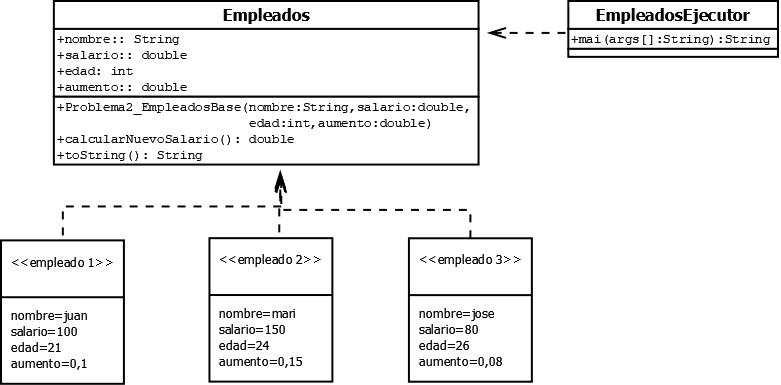 Empleados
+nombre:: String
+salario:: double
+edad: int
+aumento:: double
+Problema2_EmpleadosBase(nombre:String,salario:double,
edad:int,aumento:double)
+calcularNuevoSalario(): double
+toString(): String
EmpleadosEjecutor
+mai(args[]:String):String
<<empleado 1>>
nombre=juan
salario=100
edad=21
aumento=0,1
<<empleado 2>>
nombre=mari
salario=150
edad=24
aumento=0,15
<<empleado 3>>
nombre=jose
salario=80
edad=26
aumento=0,08